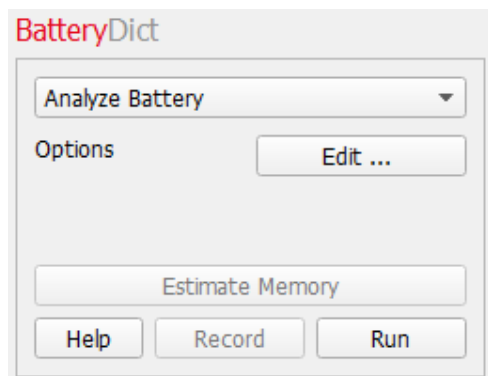 BatteryDict
Analyze Battery
Options
Edit ...
Estimate Memory
Help Record Run